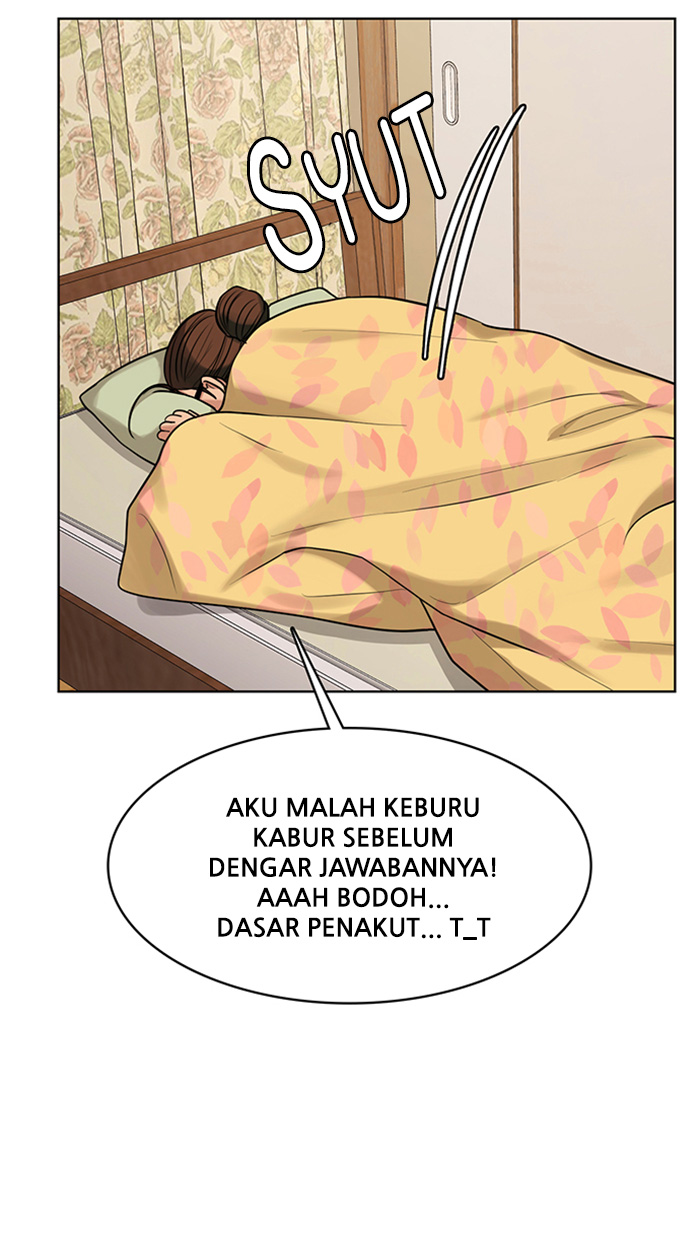 SYUT
AKU MALAH KEBURU
KABUR SEBELUM
DENGAR JAWABANNYA!
AAAH BODOH...
DASAR PENAKUT... T_T